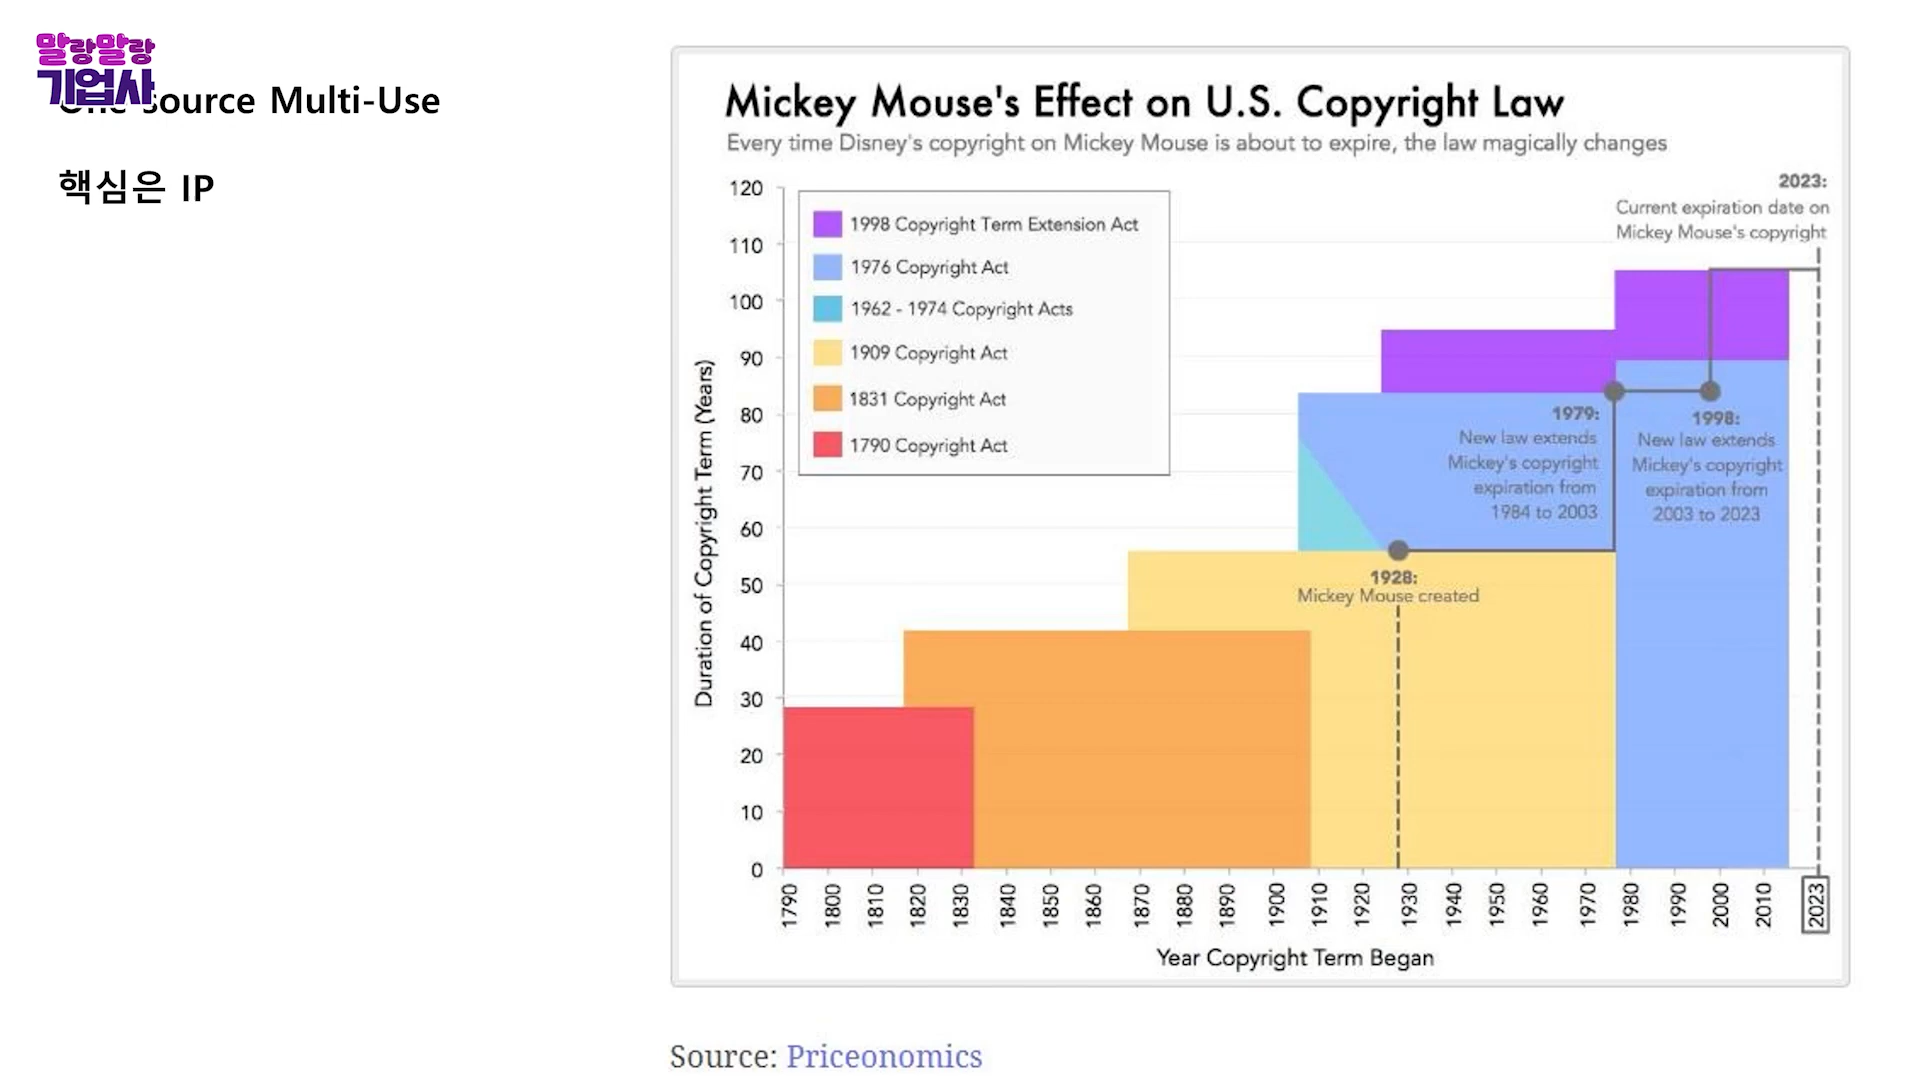 말랑말랑
기업사
One source Multi-Use
핵심은 IP
Mickey Mouse's Effect on U.S. Copyright Law
Every time Disney's copyright on Mickey Mouse is about to expire, the law magically changes
2023:
Current expiration date on
Mickey Mouse's copyright
1998 Copyright Term Extension Act
1976 Copyright Act
1962 - 1974 Copyright Acts
1909 Copyright Act
1831 Copyright Act
1790 Copyright Act
Duration of Copyright Term (Years)
120
110
100
90
80
70
60
50
40
30
20
10
0
1979:
New law extends
Mickey's copyright
expiration from
1984 to 2003
1998:
New law extends
Mickey's copyright
expiration from
2003 to 2023
1928:
Mickey Mouse created
1790 1800 1810 1820 1830 1840 1850 1860 1870 1880 1890 1900 1910 1920 1930 1940 1950 1960 1970 1980 1990 2000 2010 2023
Year Copyright Term Began
Source: Priceonomics